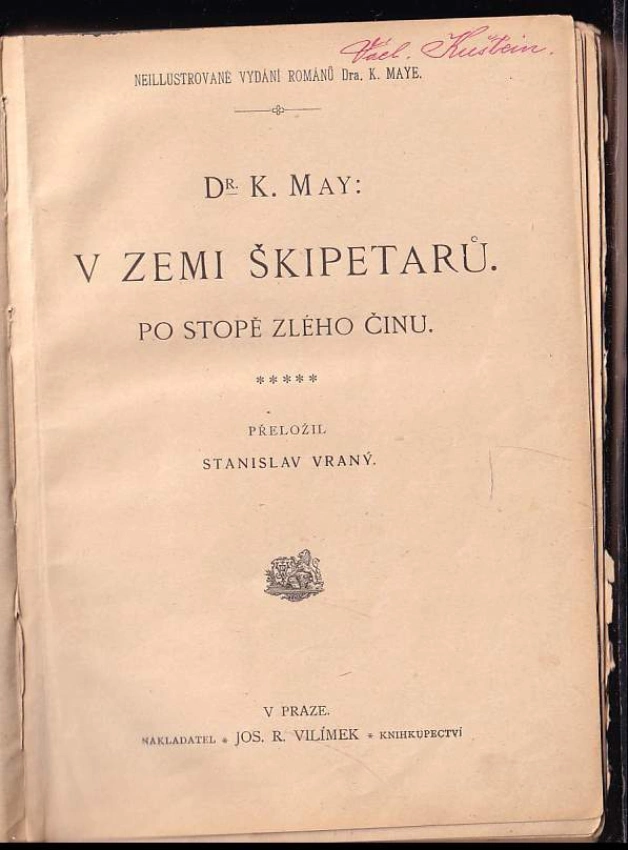 Václ. Kuštein.
NEILLUSTROVANÉ VYDÁNÍ ROMÁNŮ Dra. K. MAYE.
DR. K. MAY:
V ZEMI ŠKIPETARŮ.
PO STOPĚ ZLÉHO ČINU.
*****
PŘELOŽIL
STANISLAV VRANÝ.
V PRAZE.
NAKLADATEL * JOS. R. VILÍMEK * KNIHKUPECTVÍ